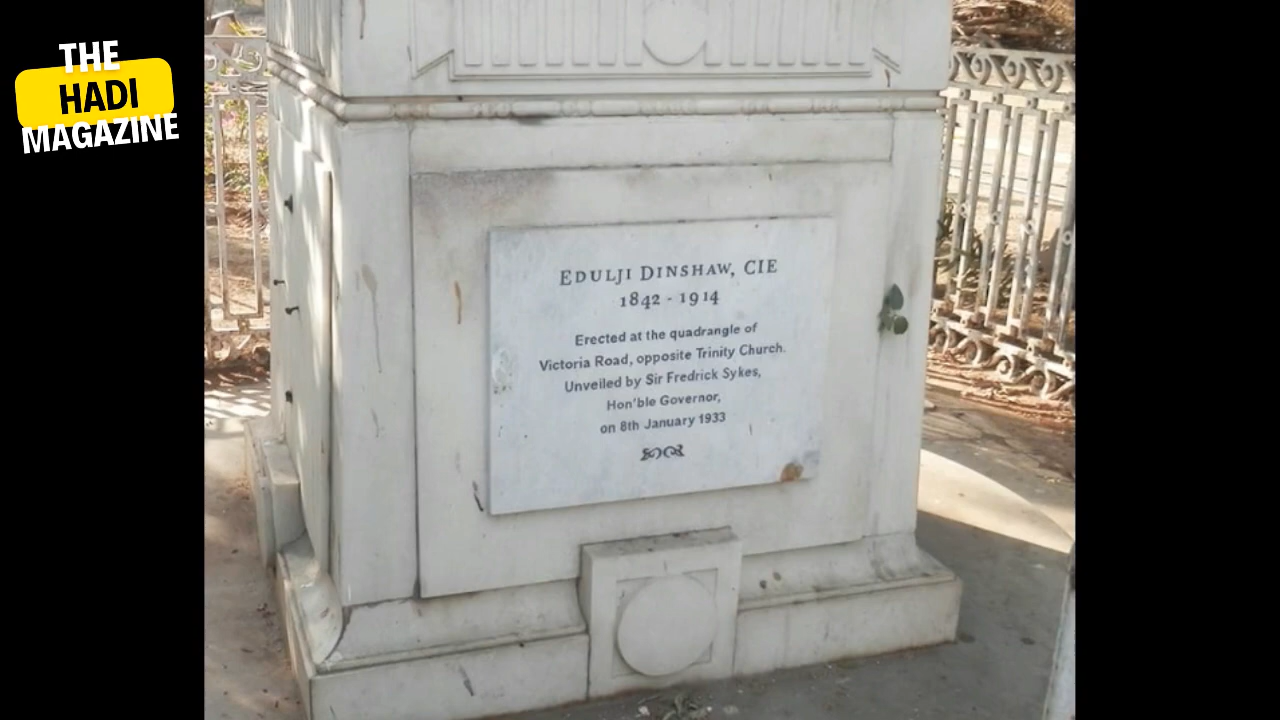 THE
HADI
MAGAZINE
EDULJI DINSHAW, CIE
1842 - 1914
Erected at the quadrangle of
Victoria Road, opposite Trinity Church.
Unveiled by Sir Fredrick Sykes,
Hon'ble Governor,
on 8th January 1933